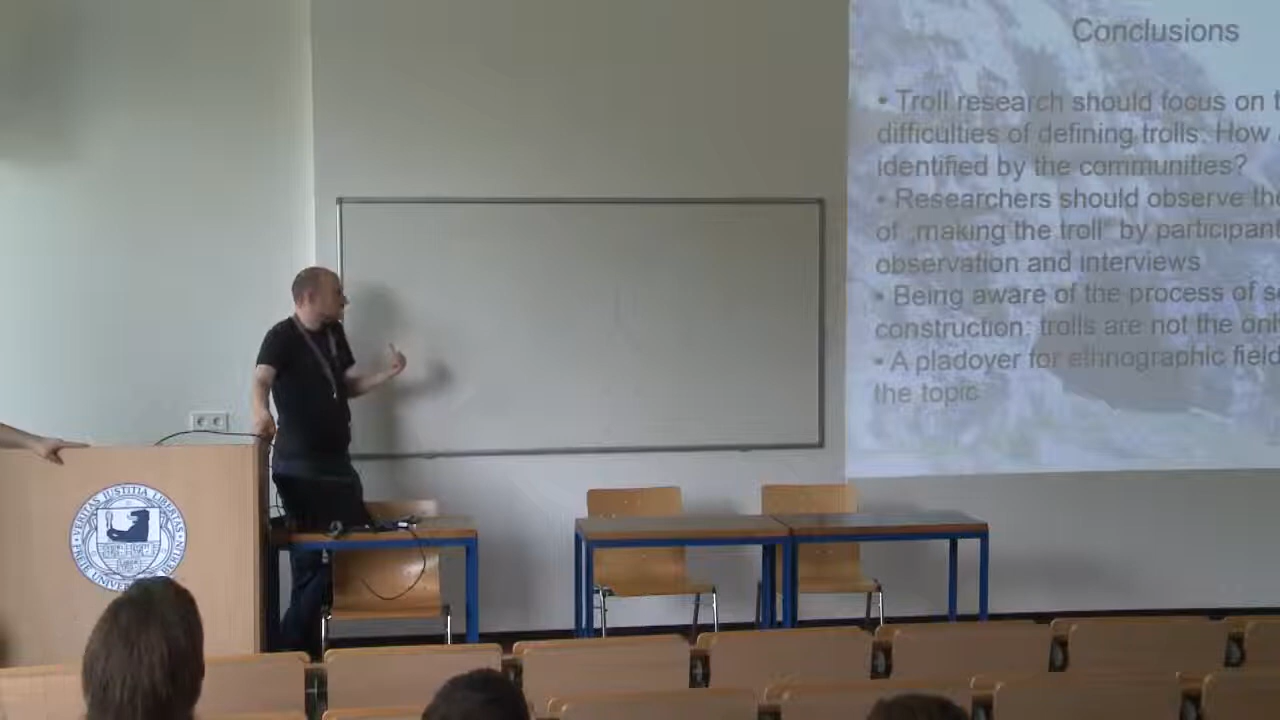 Conclusions
• Troll research should focus on
difficulties of defining trolls: How
identified by the communities?
• Researchers should observe the
of „making the troll" by participant
observation and interviews
• Being aware of the process of
construction: trolls are not the
• A pladoyer for ethnographic field
the topic
VERITAS IUSTITIA LIBERTAS
FREIE BERLIN